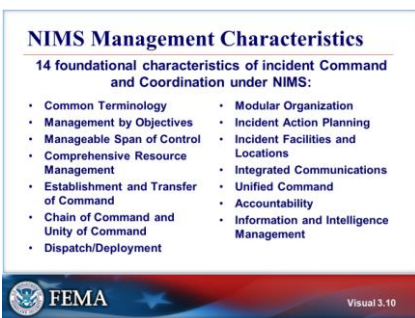 NIMS Management Characteristics
14 foundational characteristics of incident Command
and Coordination under NIMS:
• Common Terminology
• Management by Objectives
• Manageable Span of Control
• Comprehensive Resource
Management
• Establishment and Transfer
of Command
• Chain of Command and
Unity of Command
• Dispatch/Deployment
• Modular Organization
• Incident Action Planning
• Incident Facilities and
Locations
• Integrated Communications
• Unified Command
• Accountability
• Information and Intelligence
Management
FEMA
Visual 3.10